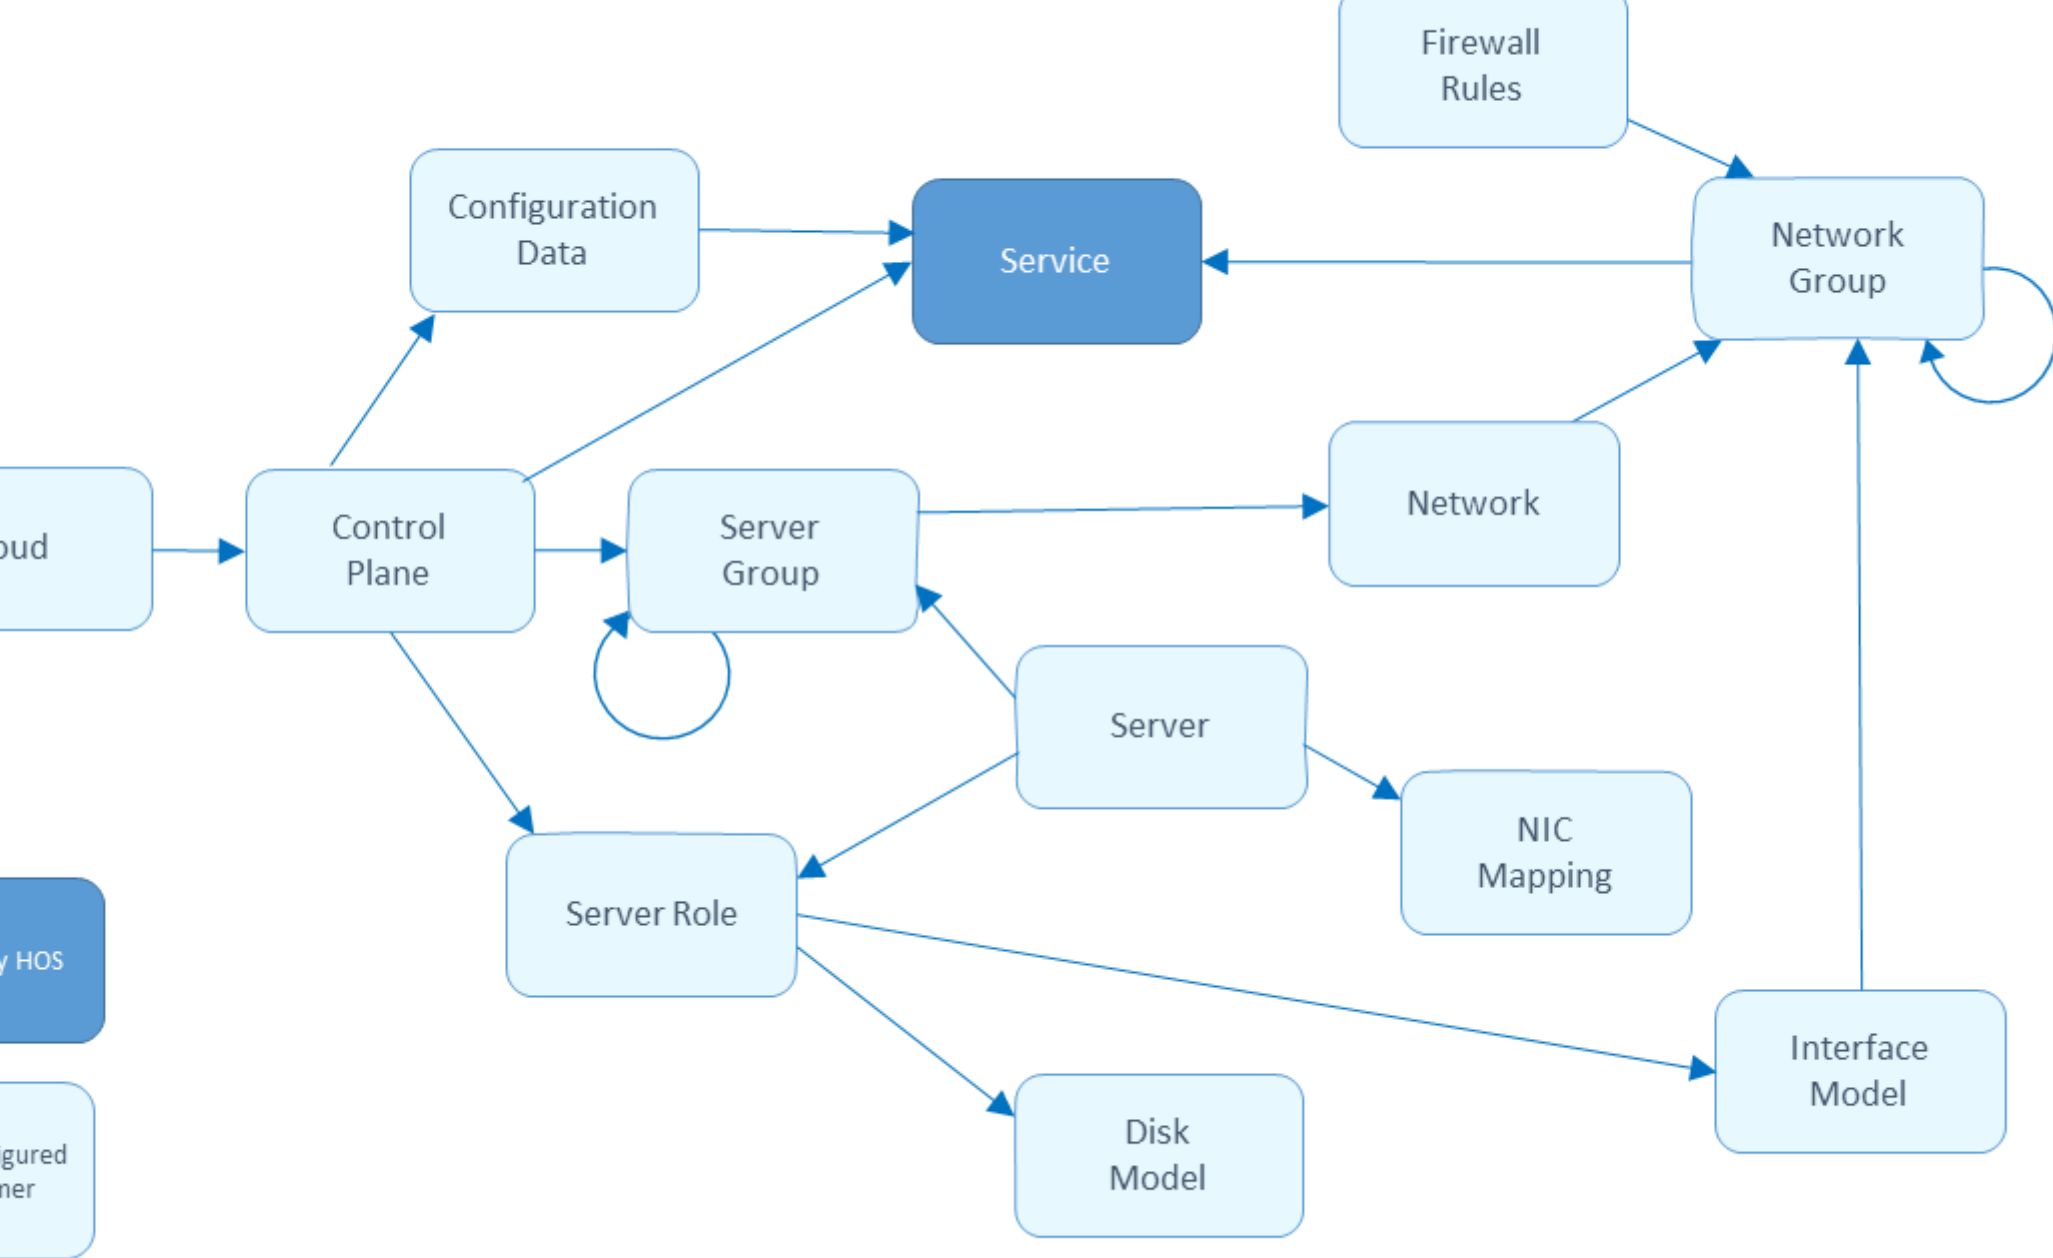 Firewall
Rules
Configuration
Data
Service
Network
Group
Control
Plane
Server
Group
Network
Server
NIC
Mapping
Server Role
HOS
Interface
Model
Disk
Model